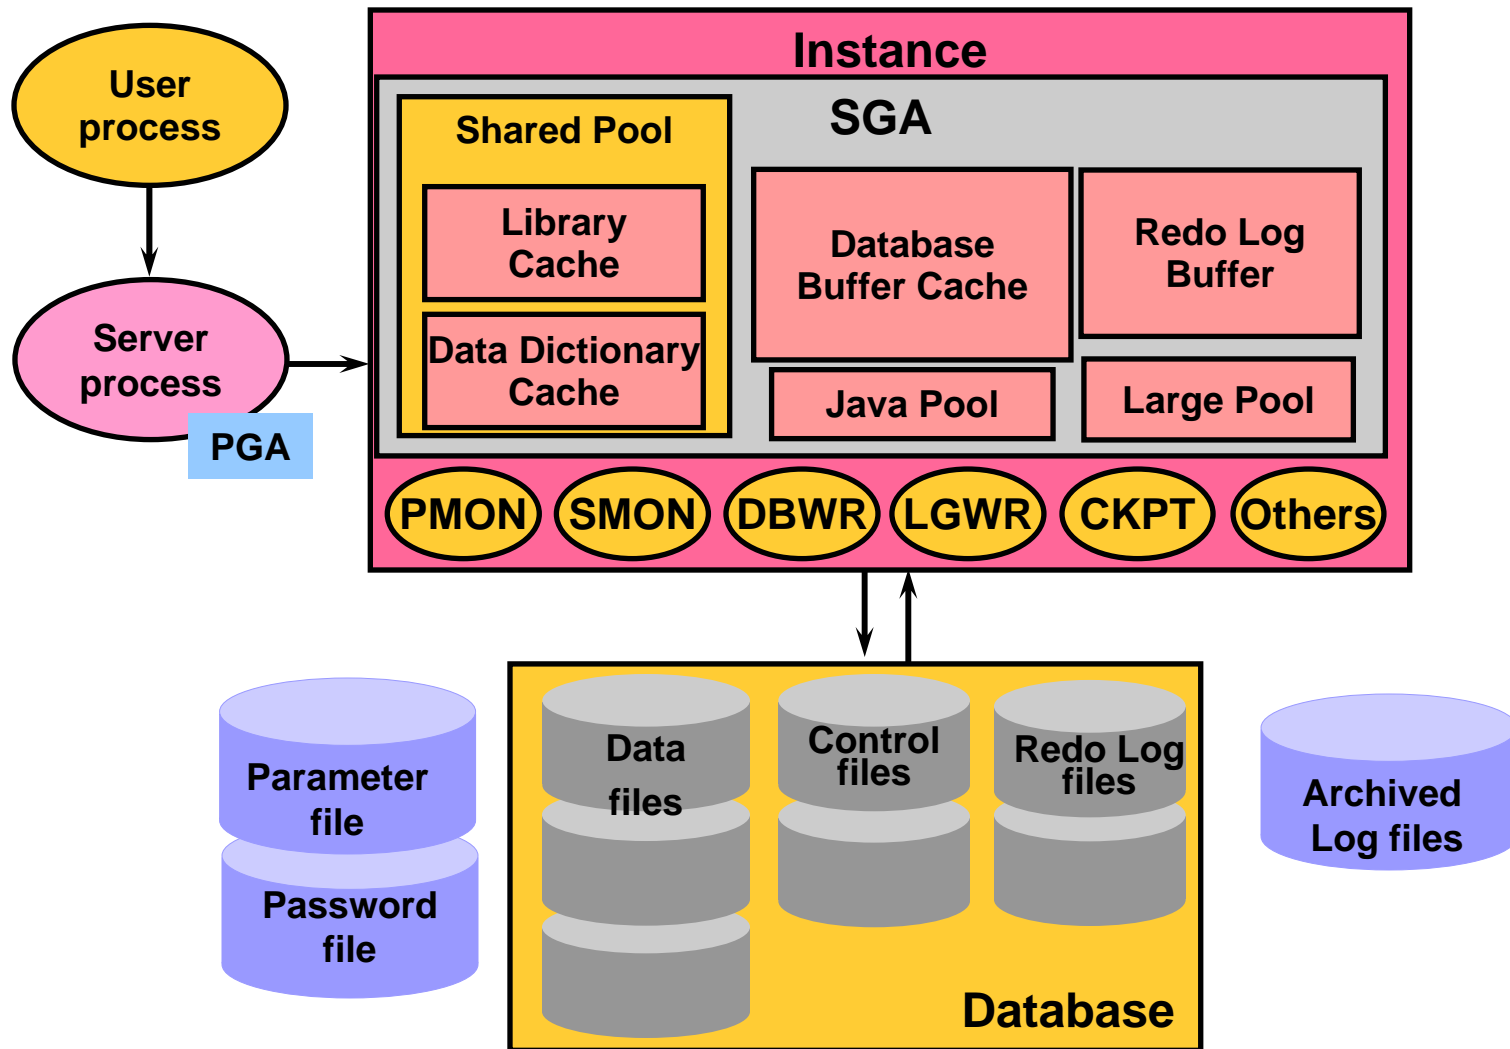 User
process
Server
process
PGA
Instance
SGA
Shared Pool
Library
Cache
Data Dictionary
Cache
Database
Buffer Cache
Redo Log
Buffer
Java Pool
Large Pool
PMON
SMON
DBWR
LGWR
CKPT
Others
Parameter
file
Password
file
Data
files
Control
files
Redo Log
files
Database
Archived
Log files